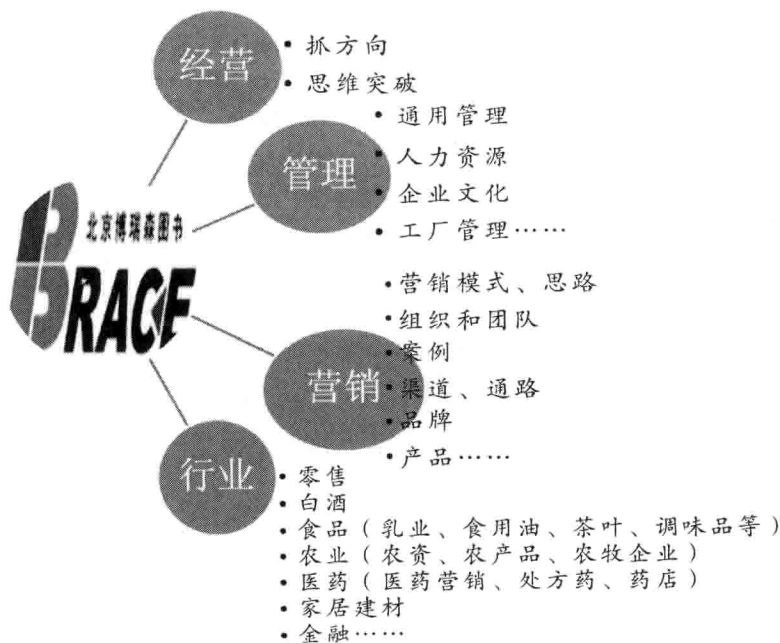 经营
• 抓方向
• 思维突破
管理
• 通用管理
• 人力资源
• 企业文化
• 工厂管理……
北京博瑞森图书
BRACE
营销
• 营销模式、思路
• 组织和团队
• 案例
• 渠道、通路
• 品牌
• 产品……
行业
• 零售
• 白酒
• 食品（乳业、食用油、茶叶、调味品等）
• 农业（农资、农产品、农牧企业）
• 医药（医药营销、处方药、药店）
• 家居建材
• 金融……